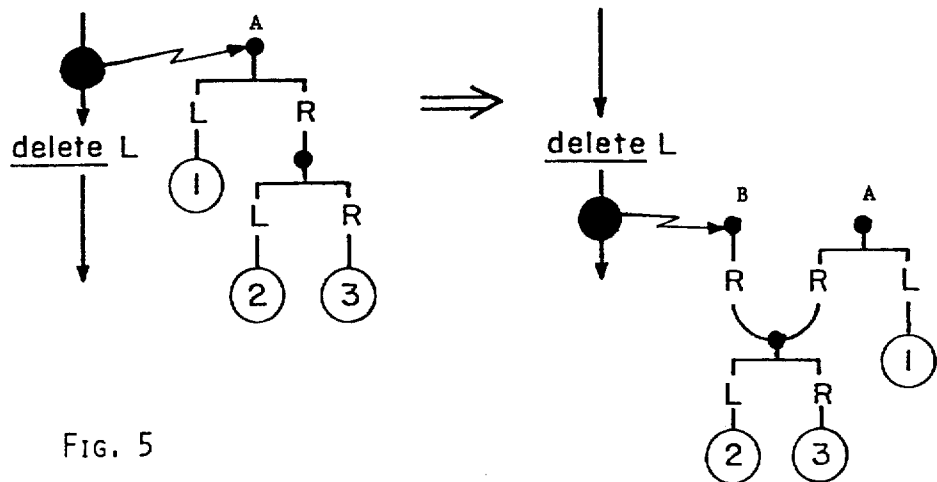 A
L R
delete L
1
L R
2 3
delete L
B A
R R L
1
L R
2 3
FIG. 5